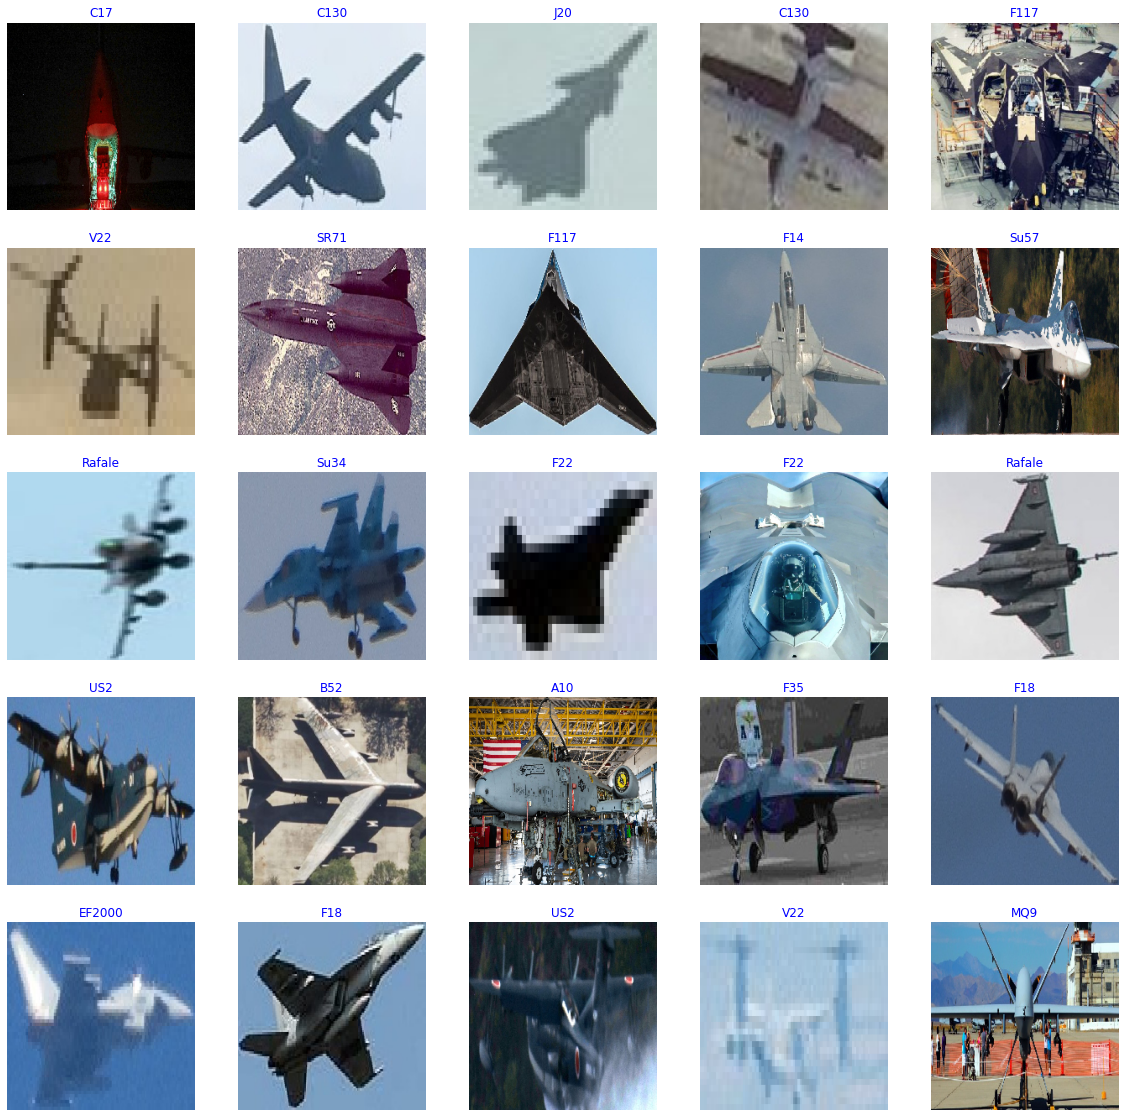 C17
C130
J20
C130
F117
V22
SR71
F117
F14
Su57
Rafale
Su34
F22
F22
Rafale
US2
B52
A10
F35
F18
EF2000
F18
US2
V22
MQ9